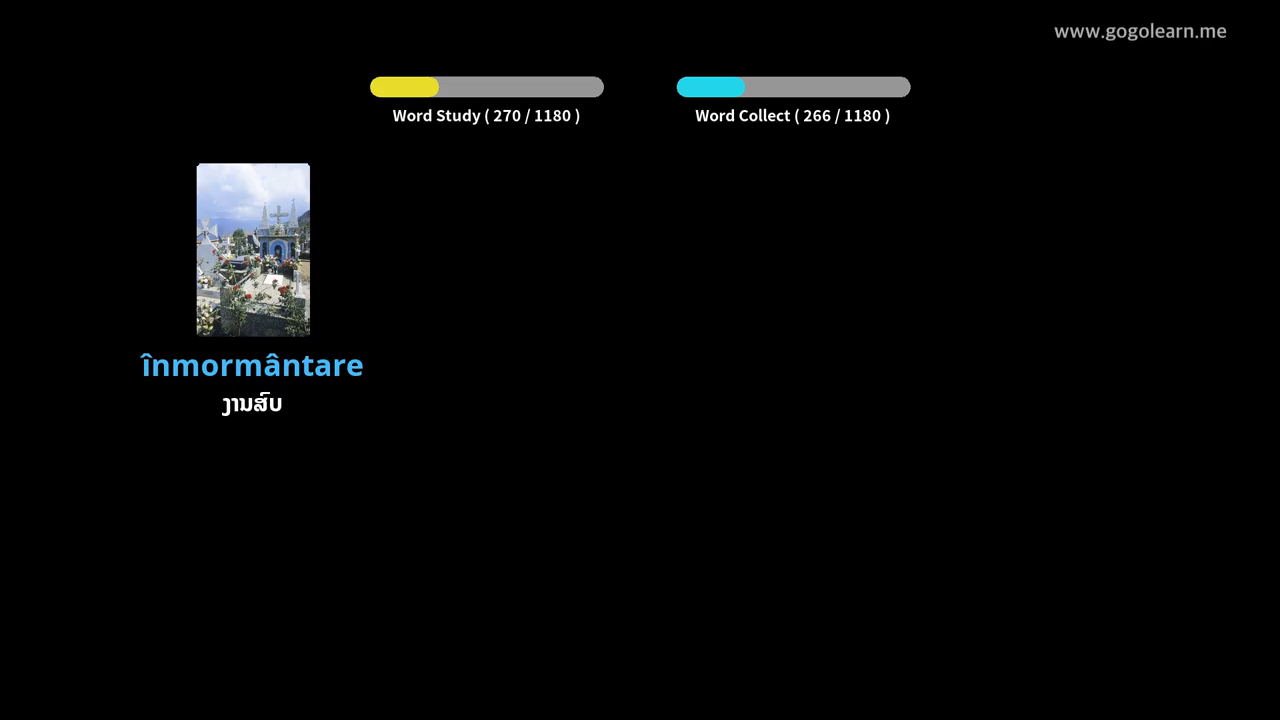 www.gogolearn.me
Word Study ( 270 / 1180 )
Word Collect ( 266 / 1180 )
înmormântare
ງານສົບ